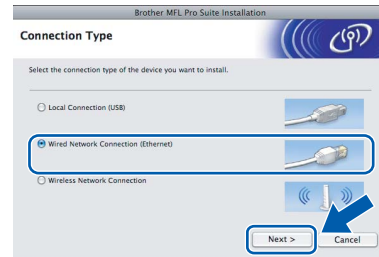 Brother MFL Pro Suite Installation
Connection Type
Select the connection type of the device you want to install.
Local Connection (USB)
Wired Network Connection (Ethernet)
Wireless Network Connection
Next >
Cancel